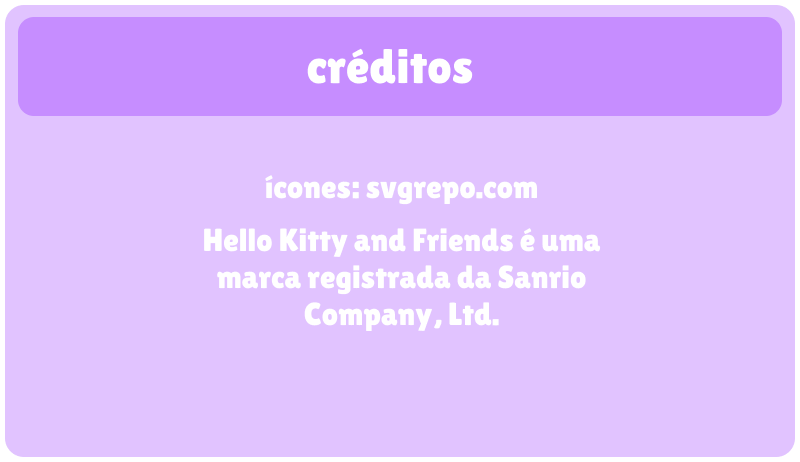 créditos
ícones: svgrepo.com
Hello Kitty and Friends é uma
marca registrada da Sanrio
Company, Ltd.